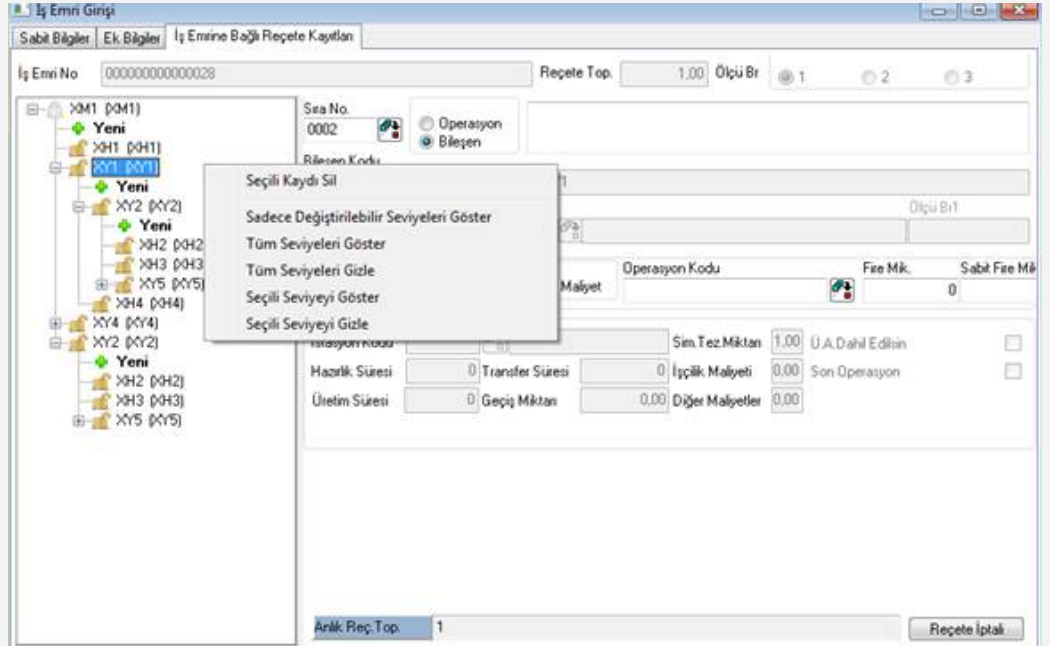 İş Emri Girişi
Sabit Bilgiler Ek Bilgiler İş Emrine Bağlı Reçete Kayıtları
İş Emri No 000000000000028 Reçete Top. 1,00 Ölçü Br 1 2 3
XM1 (XM1)
Yeni
XH1 (XH1)
XY1 (XY1)
Yeni
XY2 (XY2)
Yeni
XH2 (XH2
XH3 (XH3
XY5 (XY5)
XH4 (XH4)
XY4 (XY4)
XY2 (XY2)
Yeni
XH2 (XH2)
XH3 (XH3)
XY5 (XY5)
Sıra No.
0002 Operasyon
Bileşen
Bileşen Kodu
Ölçü Br1
Seçili Kaydı Sil
Sadece Değiştirilebilir Seviyeleri Göster
Tüm Seviyeleri Göster
Tüm Seviyeleri Gizle
Seçili Seviyeyi Göster
Seçili Seviyeyi Gizle
Maliyet Operasyon Kodu Fire Mik. Sabit Fire Mik
0
İstasyon Kodu Sim.Tez.Miktarı 1,00 Ü.A.Dahil Edilsin
Hazırlık Süresi 0 Transfer Süresi 0 İşçilik Maliyeti 0,00 Son Operasyon
Üretim Süresi 0 Geçiş Miktarı 0,00 Diğer Maliyetler 0,00
Anlık Reç.Top. 1 Reçete İptali